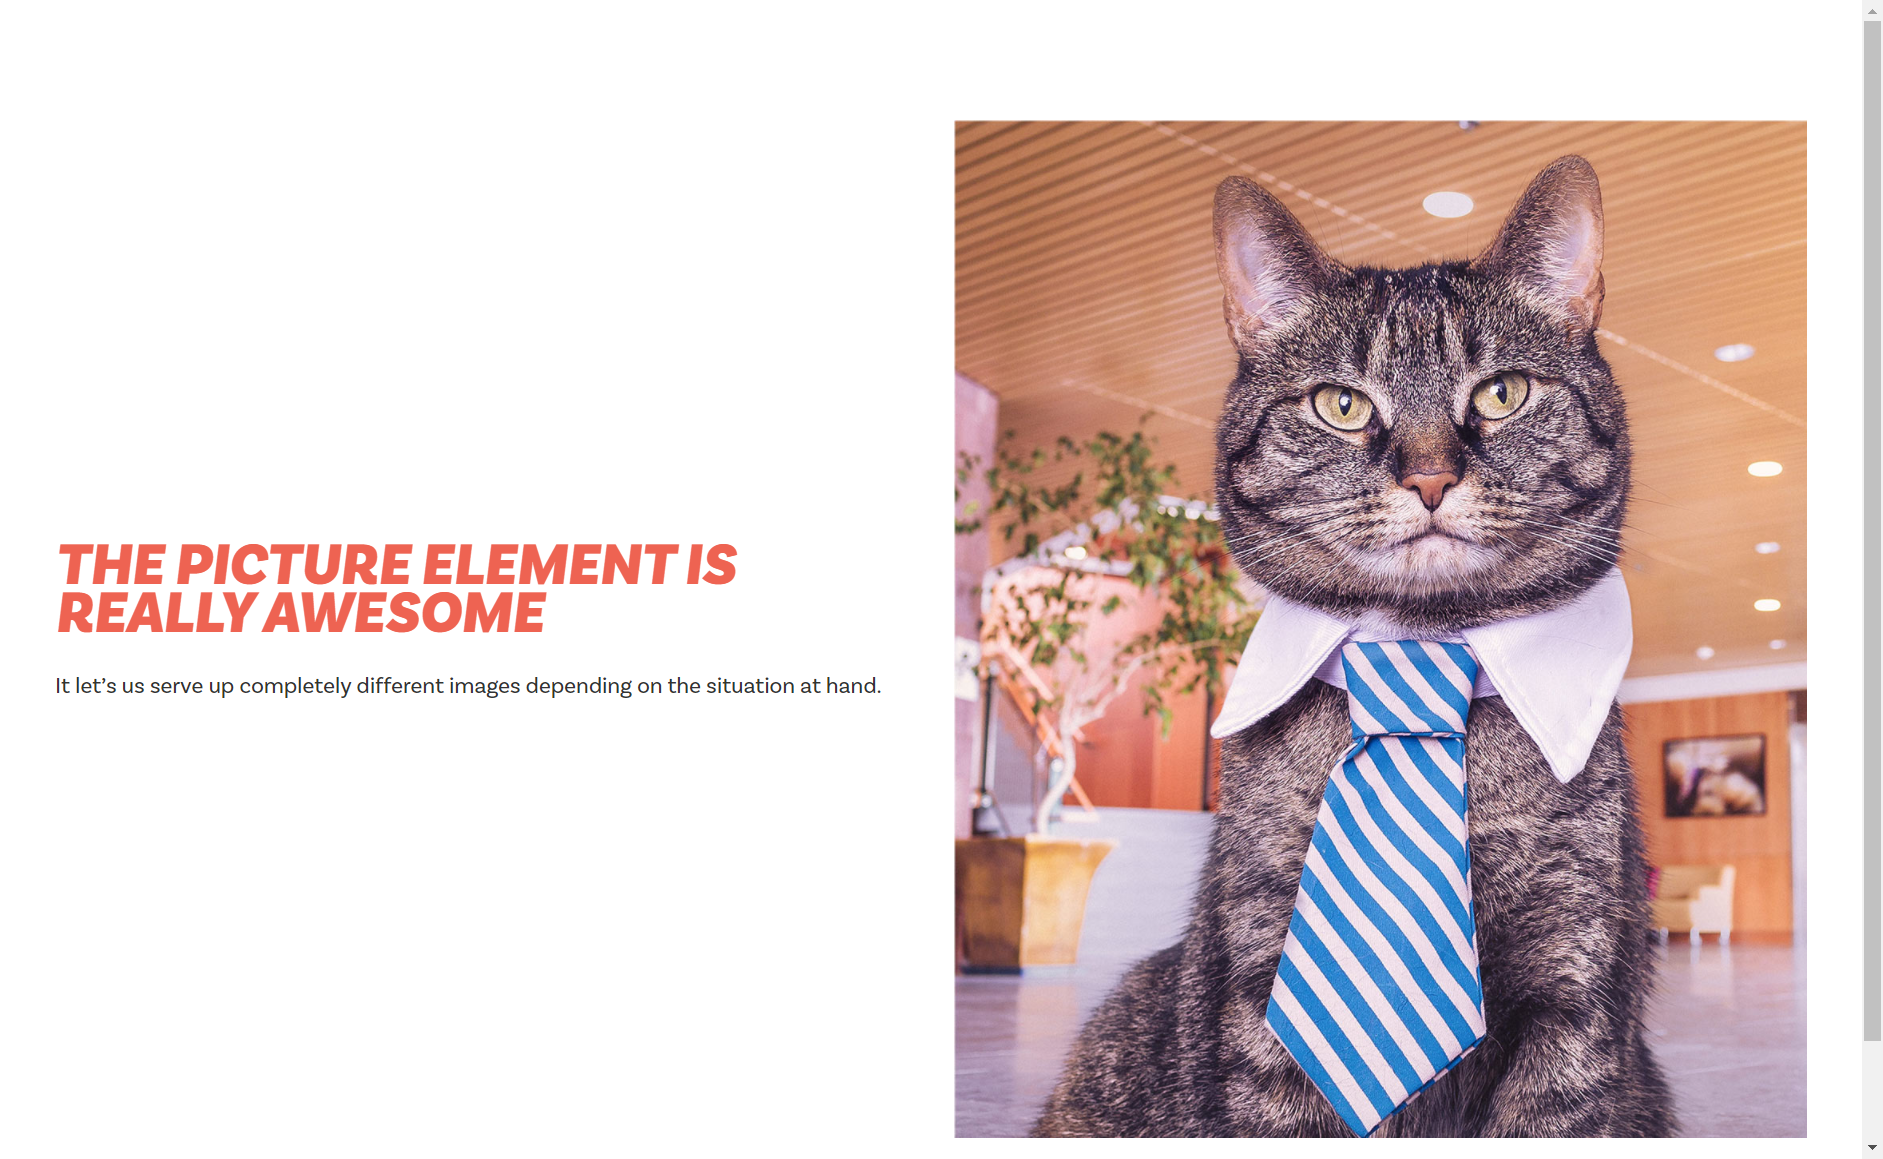 THE PICTURE ELEMENT IS
REALLY AWESOME
It let’s us serve up completely different images depending on the situation at hand.